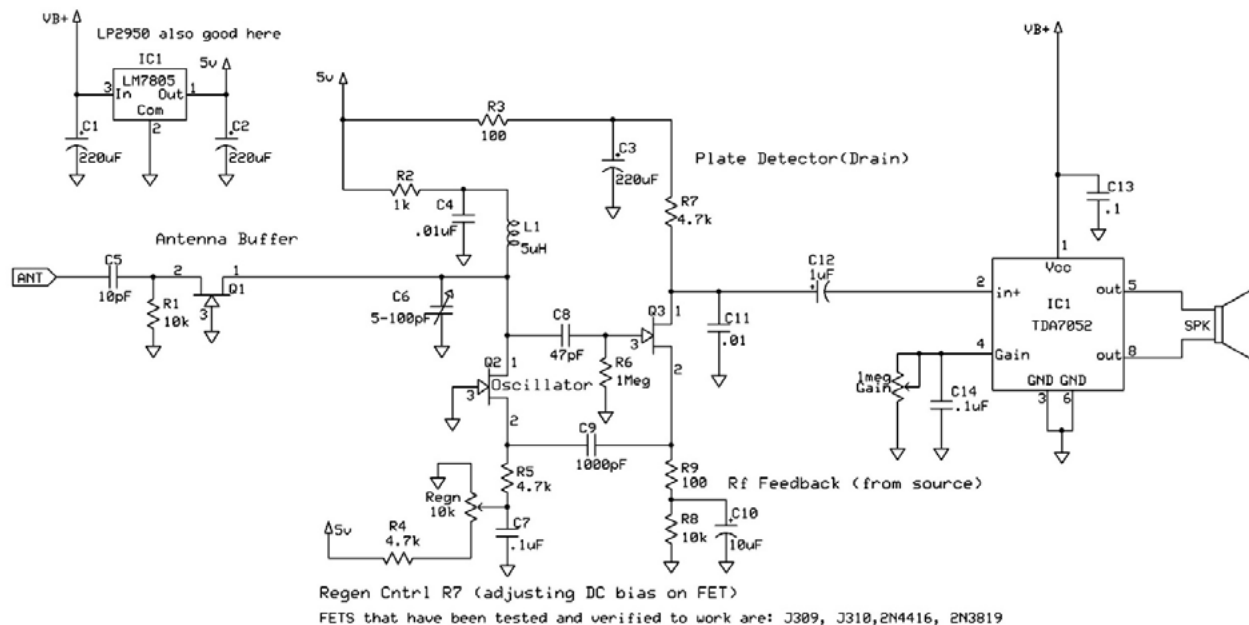 VB+
LP2950 also good here
IC1
5v
LM7805
3
In
Out
1
Com
2
C1
220uF
C2
220uF
5v
R3
100
C3
220uF
Plate Detector(Drain)
R2
1k
C4
.01uF
L1
5uH
R7
4.7k
VB+
C13
.1
Antenna Buffer
ANT
C5
10pF
2
1
Q1
3
R1
10k
C6
5-100pF
C8
47pF
Q3
1
3
2
R6
1Meg
C11
.01
C12
1uF
1
Vcc
2
in+
IC1
TDA7052
out
5
SPK
4
Gain
out
8
GND
GND
3
6
1meg
Gain
C14
.1uF
Q2
1
Oscillator
3
2
C9
1000pF
R5
4.7k
Regn
10k
C7
.1uF
5v
R4
4.7k
R9
100
Rf Feedback (from source)
R8
10k
C10
10uF
Regen Cntrl R7 (adjusting DC bias on FET)
FETS that have been tested and verified to work are: J309, J310,2N4416, 2N3819